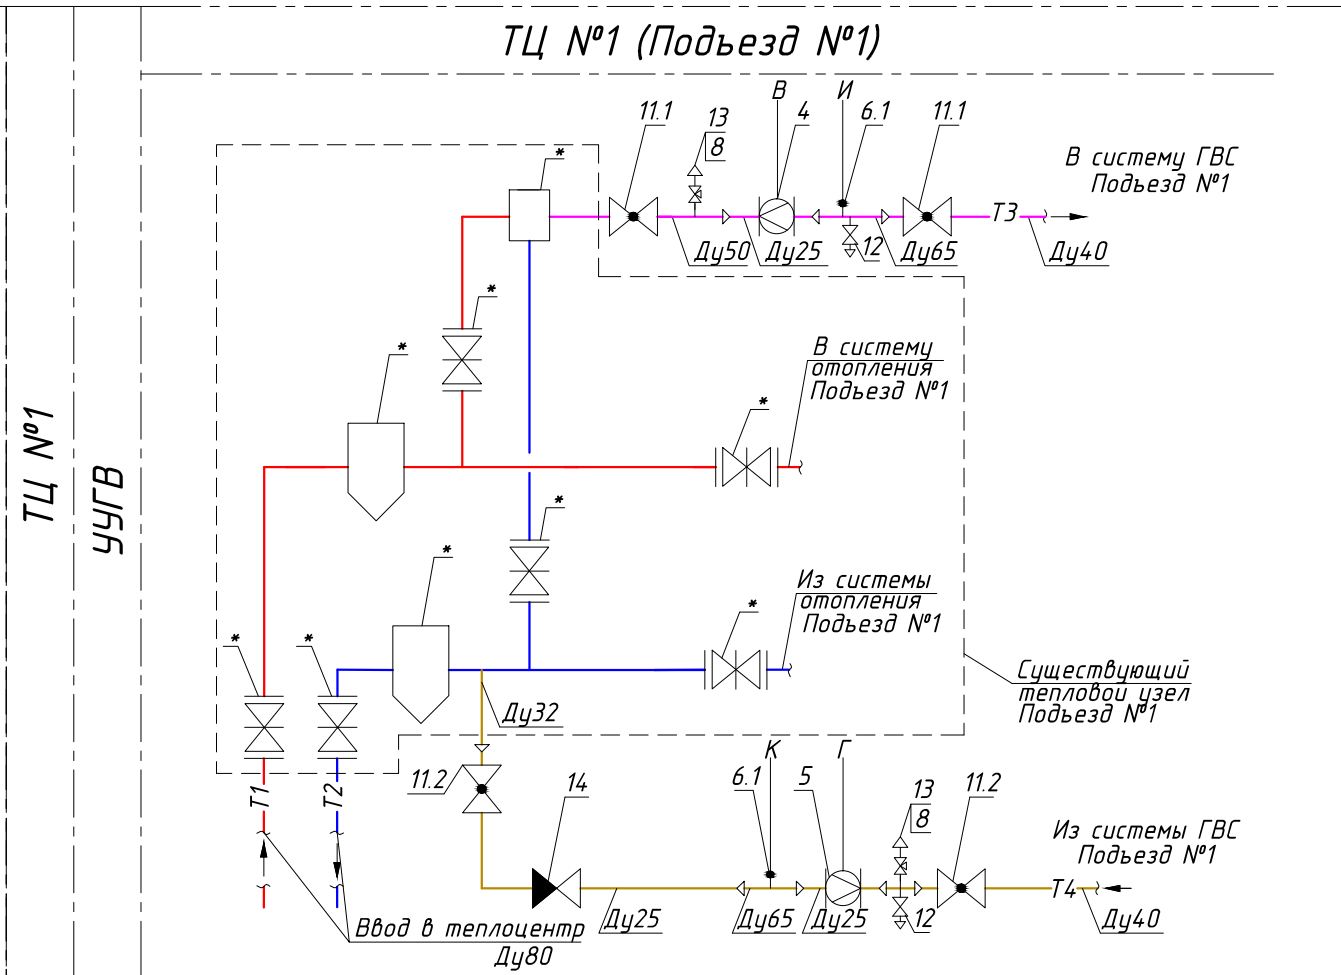 ТЦ №1 (Подъезд №1)
ТЦ №1
УУГВ
11.1
13
8
В
4
И
6.1
11.1
В систему ГВС
Подъезд №1
*
Т3
Ду50
Ду25
12
Ду65
Ду40
*
*
В систему
отопления
Подъезд №1
*
*
*
Из системы
отопления
Подъезд №1
*
*
*
Существующий
тепловой узел
Подъезд №1
Ду32
Т1
Т2
11.2
14
К
6.1
Г
5
13
8
11.2
Из системы ГВС
Подъезд №1
Т4
Ду25
Ду65
Ду25
12
Ду40
Ввод в теплоцентр
Ду80